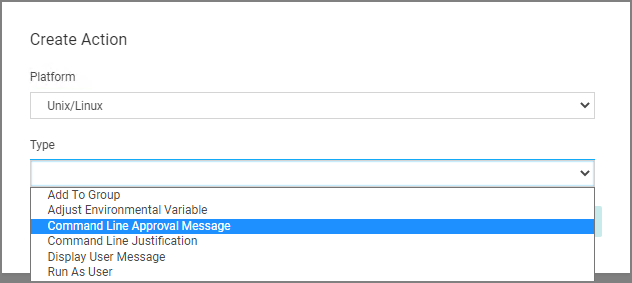 Create Action
Platform
Unix/Linux
Type
Add To Group
Adjust Environmental Variable
Command Line Approval Message
Command Line Justification
Display User Message
Run As User